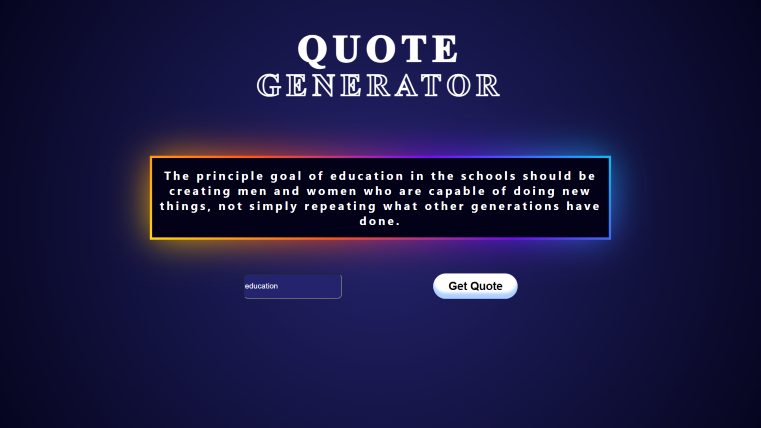 QUOTE
GENERATOR
The principle goal of education in the schools should be
creating men and women who are capable of doing new
things, not simply repeating what other generations have
done.
education
Get Quote